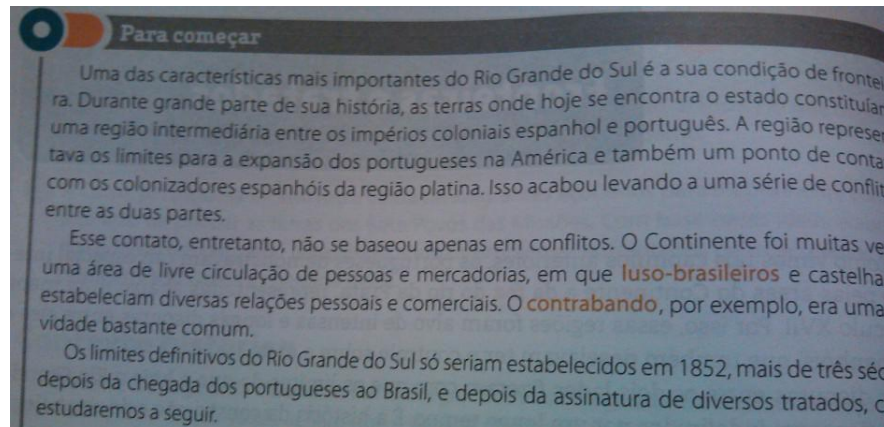 Para começar
Uma das características mais importantes do Rio Grande do Sul é a sua condição de frontei
ra. Durante grande parte de sua história, as terras onde hoje se encontra o estado constituíam
uma região intermediária entre os impérios coloniais espanhol e português. A região represen
tava os limites para a expansão dos portugueses na América e também um ponto de conta
com os colonizadores espanhóis da região platina. Isso acabou levando a uma série de conflit
entre as duas partes.
Esse contato, entretanto, não se baseou apenas em conflitos. O Continente foi muitas ve
uma área de livre circulação de pessoas e mercadorias, em que luso-brasileiros e castelha
estabeleciam diversas relações pessoais e comerciais. O contrabando, por exemplo, era uma
vidade bastante comum.
Os limites definitivos do Rio Grande do Sul só seriam estabelecidos em 1852, mais de três séc
depois da chegada dos portugueses ao Brasil, e depois da assinatura de diversos tratados, c
estudaremos a seguir.